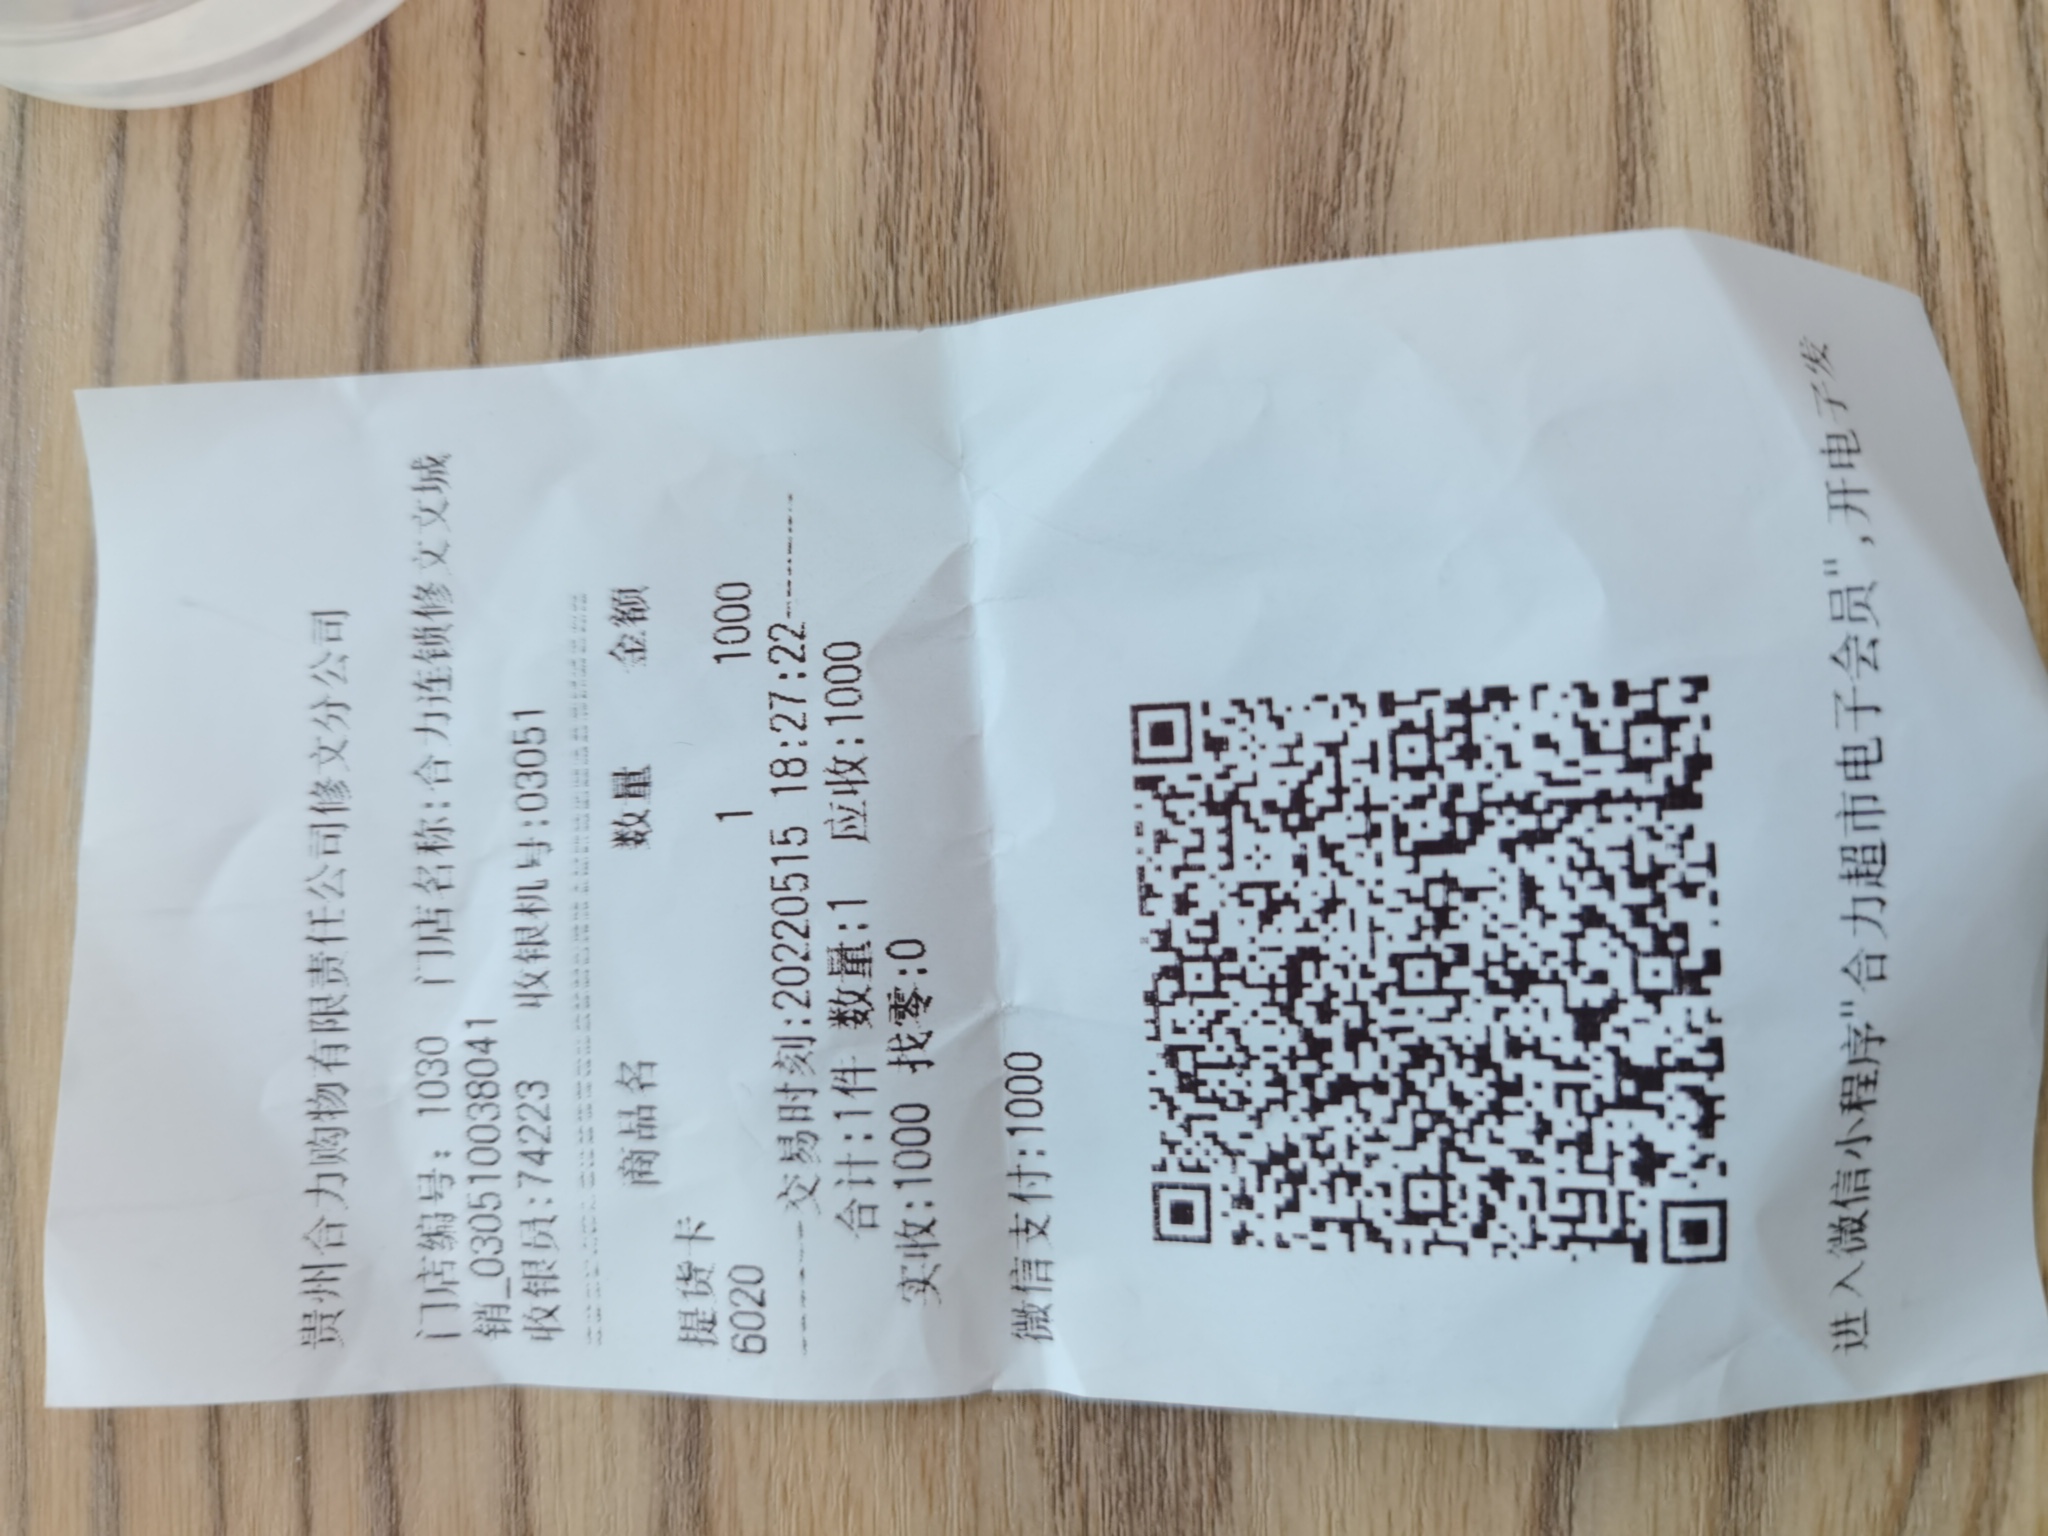 贵州合力购物有限责任公司修文分公司
门店编号: 1030 门店名称:合力连锁修文文城
销_030510038041
收银员:74223 收银机号:03051
商品名 数量 金额
提货卡
6020 1 1000
交易时刻:20220515 18:27:22
合计:1件 数量:1 应收:1000
实收:1000 找零:0
微信支付:1000
进入微信小程序"合力超市电子会员",开电子发